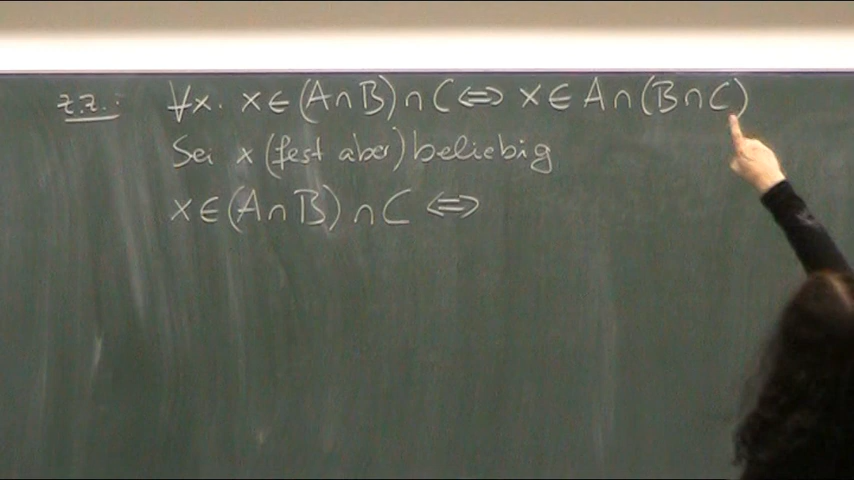 z.z.: ∀x. x ∈ (A ∩ B) ∩ C ⇔ x ∈ A ∩ (B ∩ C)
Sei x (fest aber) beliebig
x ∈ (A ∩ B) ∩ C ⇔